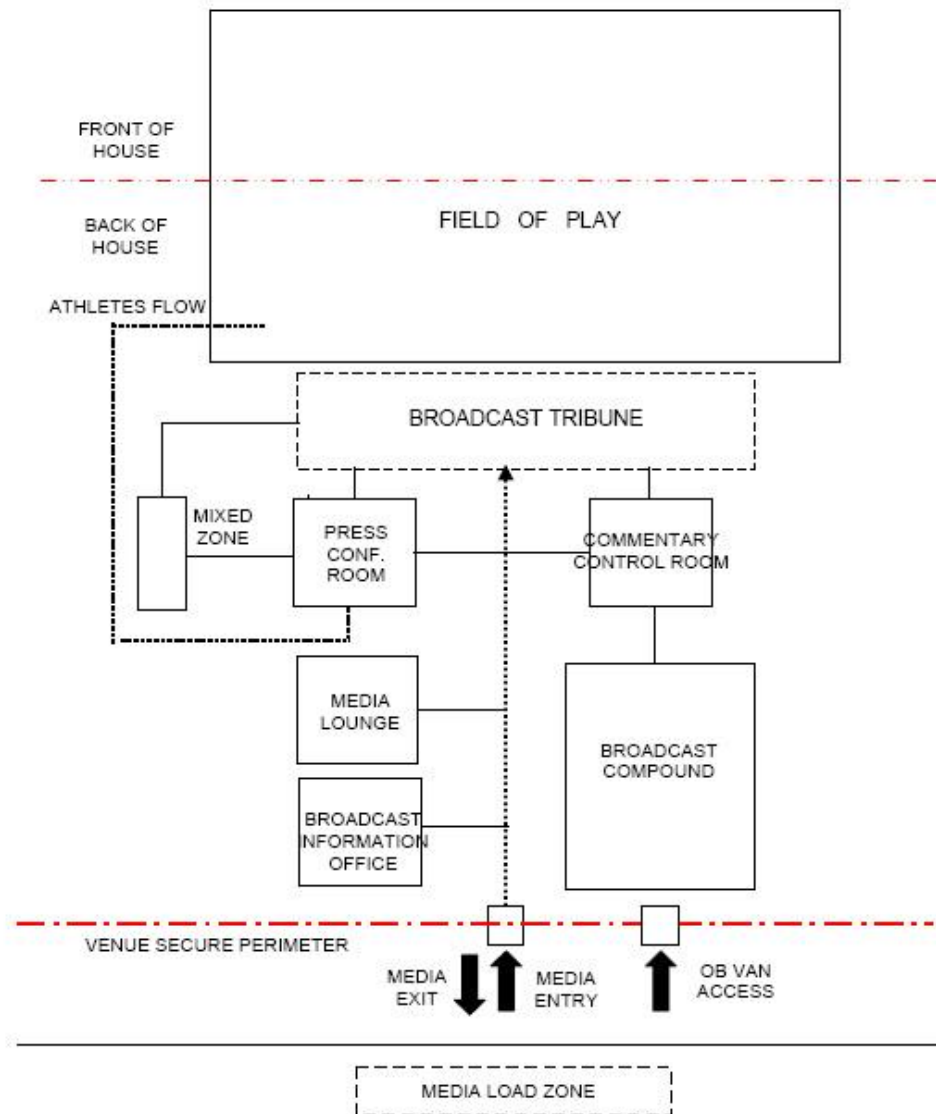 FRONT OF
HOUSE
FIELD OF PLAY
BACK OF
HOUSE
ATHLETES FLOW
BROADCAST TRIBUNE
MIXED
ZONE
PRESS
CONF.
ROOM
COMMENTARY
CONTROL ROOM
MEDIA
LOUNGE
BROADCAST
COMPOUND
BROADCAST
INFORMATION
OFFICE
VENUE SECURE PERIMETER
MEDIA
EXIT
MEDIA
ENTRY
OB VAN
ACCESS
MEDIA LOAD ZONE